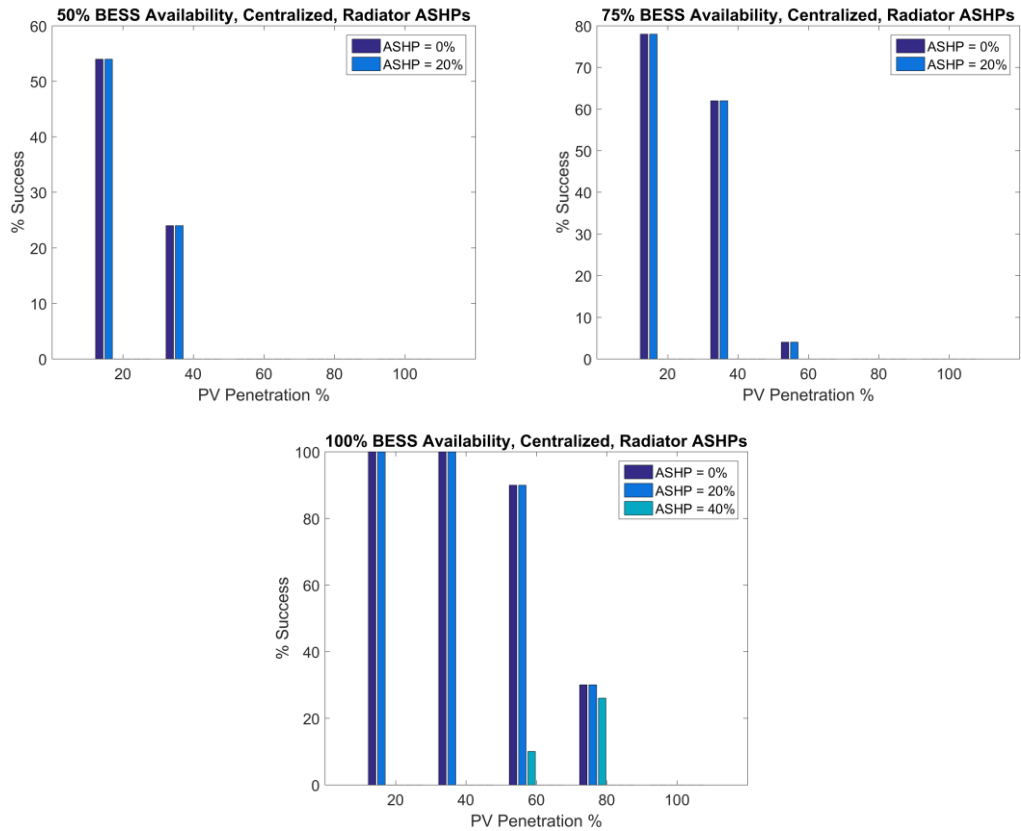 50% BESS Availability, Centralized, Radiator ASHPs
60
50
40
30
20
10
0
% Success
ASHP = 0%
ASHP = 20%
20 40 60 80 100
PV Penetration %
75% BESS Availability, Centralized, Radiator ASHPs
80
70
60
50
40
30
20
10
0
% Success
ASHP = 0%
ASHP = 20%
20 40 60 80 100
PV Penetration %
100% BESS Availability, Centralized, Radiator ASHPs
100
80
60
40
20
0
% Success
ASHP = 0%
ASHP = 20%
ASHP = 40%
20 40 60 80 100
PV Penetration %